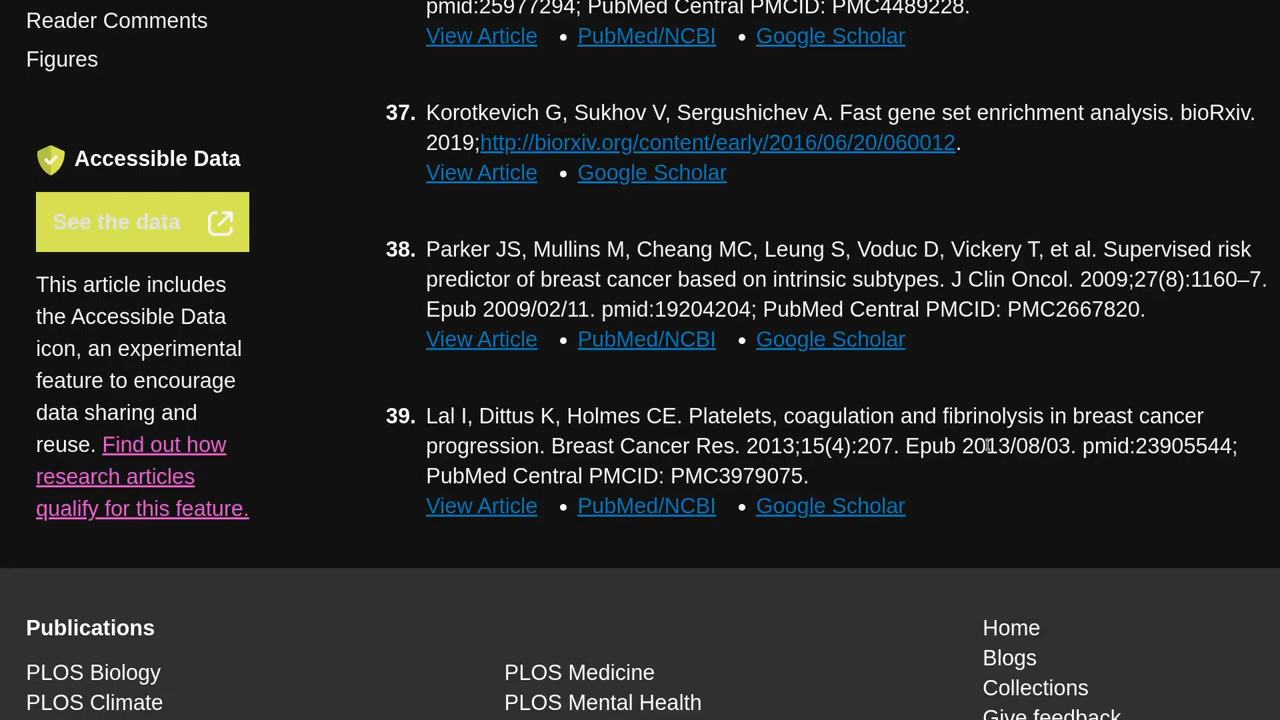 Reader Comments
Figures
Accessible Data
See the data
This article includes
the Accessible Data
icon, an experimental
feature to encourage
data sharing and
reuse. Find out how
research articles
qualify for this feature.
pmid:25977294; PubMed Central PMCID: PMC4489228.
View Article • PubMed/NCBI • Google Scholar
37. Korotkevich G, Sukhov V, Sergushichev A. Fast gene set enrichment analysis. bioRxiv.
2019;http://biorxiv.org/content/early/2016/06/20/060012.
View Article • Google Scholar
38. Parker JS, Mullins M, Cheang MC, Leung S, Voduc D, Vickery T, et al. Supervised risk
predictor of breast cancer based on intrinsic subtypes. J Clin Oncol. 2009;27(8):1160–7.
Epub 2009/02/11. pmid:19204204; PubMed Central PMCID: PMC2667820.
View Article • PubMed/NCBI • Google Scholar
39. Lal I, Dittus K, Holmes CE. Platelets, coagulation and fibrinolysis in breast cancer
progression. Breast Cancer Res. 2013;15(4):207. Epub 2013/08/03. pmid:23905544;
PubMed Central PMCID: PMC3979075.
View Article • PubMed/NCBI • Google Scholar
Publications
PLOS Biology
PLOS Climate
PLOS Medicine
PLOS Mental Health
Home
Blogs
Collections
Give feedback